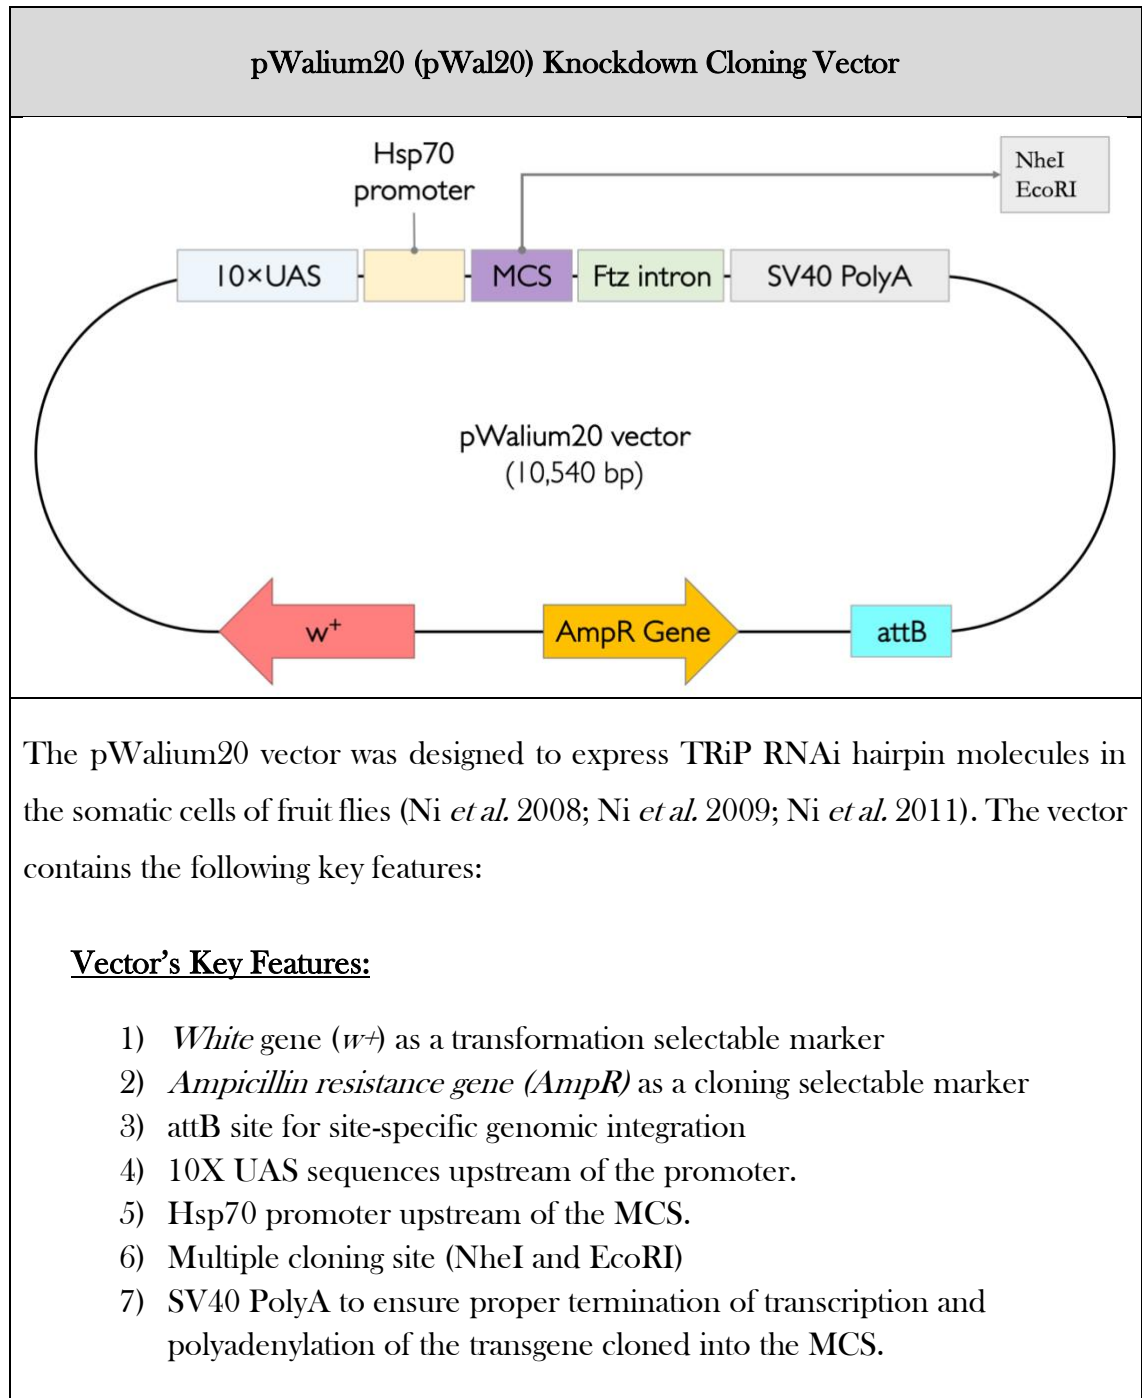 pWalium20 (pWal20) Knockdown Cloning Vector
Hsp70
promoter
NheI
EcoRI
10×UAS
MCS
Ftz intron
SV40 PolyA
pWalium20 vector
(10,540 bp)
w+
AmpR Gene
attB
The pWalium20 vector was designed to express TRiP RNAi hairpin molecules in
the somatic cells of fruit flies (Ni et al. 2008; Ni et al. 2009; Ni et al. 2011). The vector
contains the following key features:
Vector's Key Features:
1) White gene (w+) as a transformation selectable marker
2) Ampicillin resistance gene (AmpR) as a cloning selectable marker
3) attB site for site-specific genomic integration
4) 10X UAS sequences upstream of the promoter.
5) Hsp70 promoter upstream of the MCS.
6) Multiple cloning site (NheI and EcoRI)
7) SV40 PolyA to ensure proper termination of transcription and
polyadenylation of the transgene cloned into the MCS.